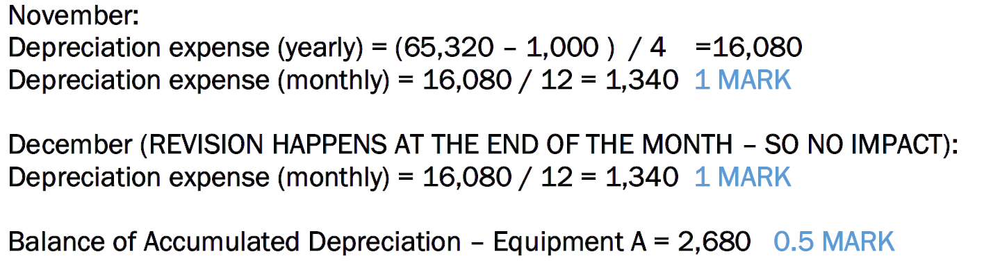 November:
Depreciation expense (yearly) = (65,320 – 1,000 ) / 4 =16,080
Depreciation expense (monthly) = 16,080 / 12 = 1,340 1 MARK
December (REVISION HAPPENS AT THE END OF THE MONTH – SO NO IMPACT):
Depreciation expense (monthly) = 16,080 / 12 = 1,340 1 MARK
Balance of Accumulated Depreciation – Equipment A = 2,680 0.5 MARK